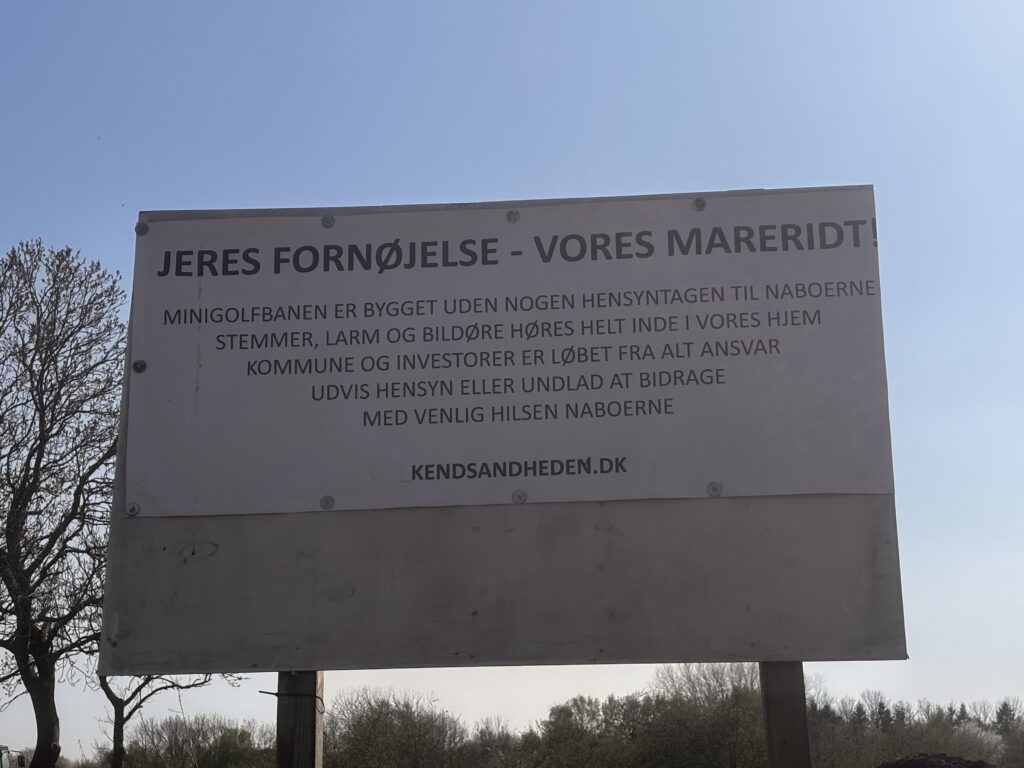 JERES FORNØJELSE - VORES MARERIDT!
MINIGOLFBANEN ER BYGGET UDEN NOGEN HENSYNTAGEN TIL NABOERNE
STEMMER, LARM OG BILDØRE HØRES HELT INDE I VORES HJEM
KOMMUNE OG INVESTORER ER LØBET FRA ALT ANSVAR
UDVIS HENSYN ELLER UNDLAD AT BIDRAGE
MED VENLIG HILSEN NABOERNE
KENDSANDHEDEN.DK